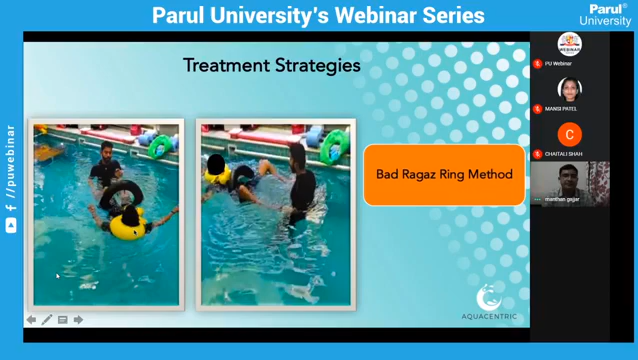 Parul University's Webinar Series
Parul®
University
Treatment Strategies
Bad Ragaz Ring Method
AQUACENTRIC
WEBINAR
PU Webinar
MANSI PATEL
C
CHAITALI SHAH
manthan gajjar
//puwebinar